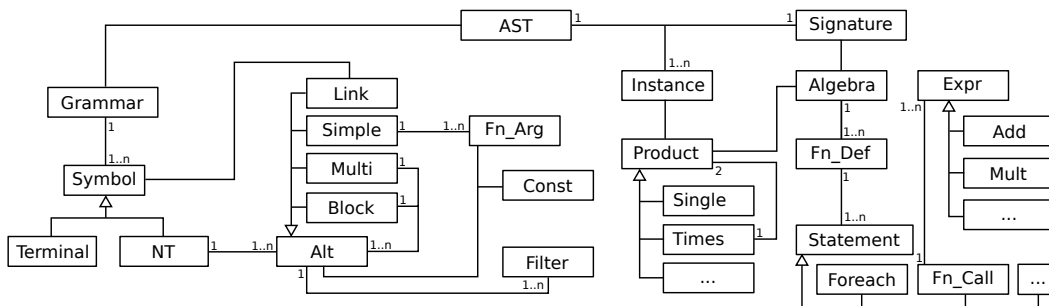 AST
1
1
Signature
1..n
Grammar
Link
Instance
Algebra
Expr
1
1
1..n
Simple
1
1..n
Fn_Arg
1..n
Add
1..n
Multi
1
Product
Fn_Def
Symbol
2
1
Mult
Const
Block
1
Single
1..n
...
Terminal
NT
1
1..n
Alt
1..n
Times
1
Statement
1
1..n
Filter
...
1
Foreach
Fn_Call
...